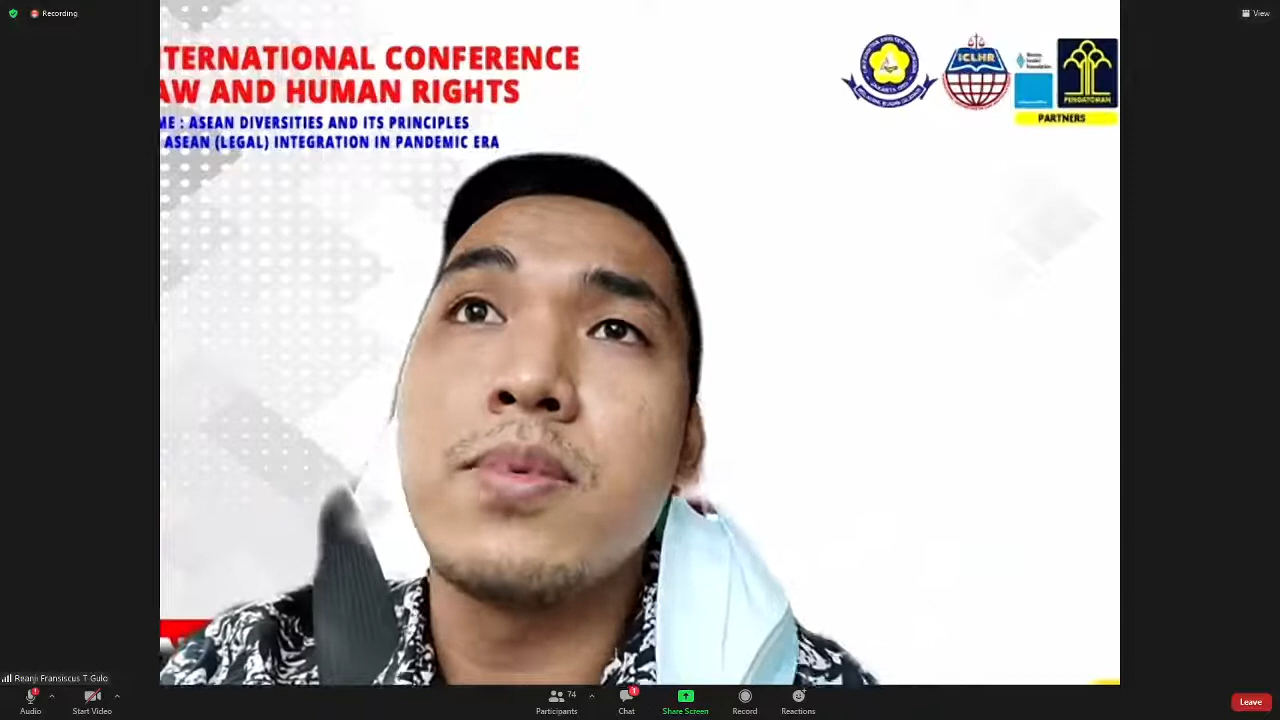 Recording
View
TERNATIONAL CONFERENCE
AW AND HUMAN RIGHTS
ME : ASEAN DIVERSITIES AND ITS PRINCIPLES
ASEAN (LEGAL) INTEGRATION IN PANDEMIC ERA
ICLHR
PENGAYOMAN
PARTNERS
Reanji Fransiscus T Gulo
Audio
Start Video
74
Participants
1
Chat
Share Screen
Record
Reactions
Leave